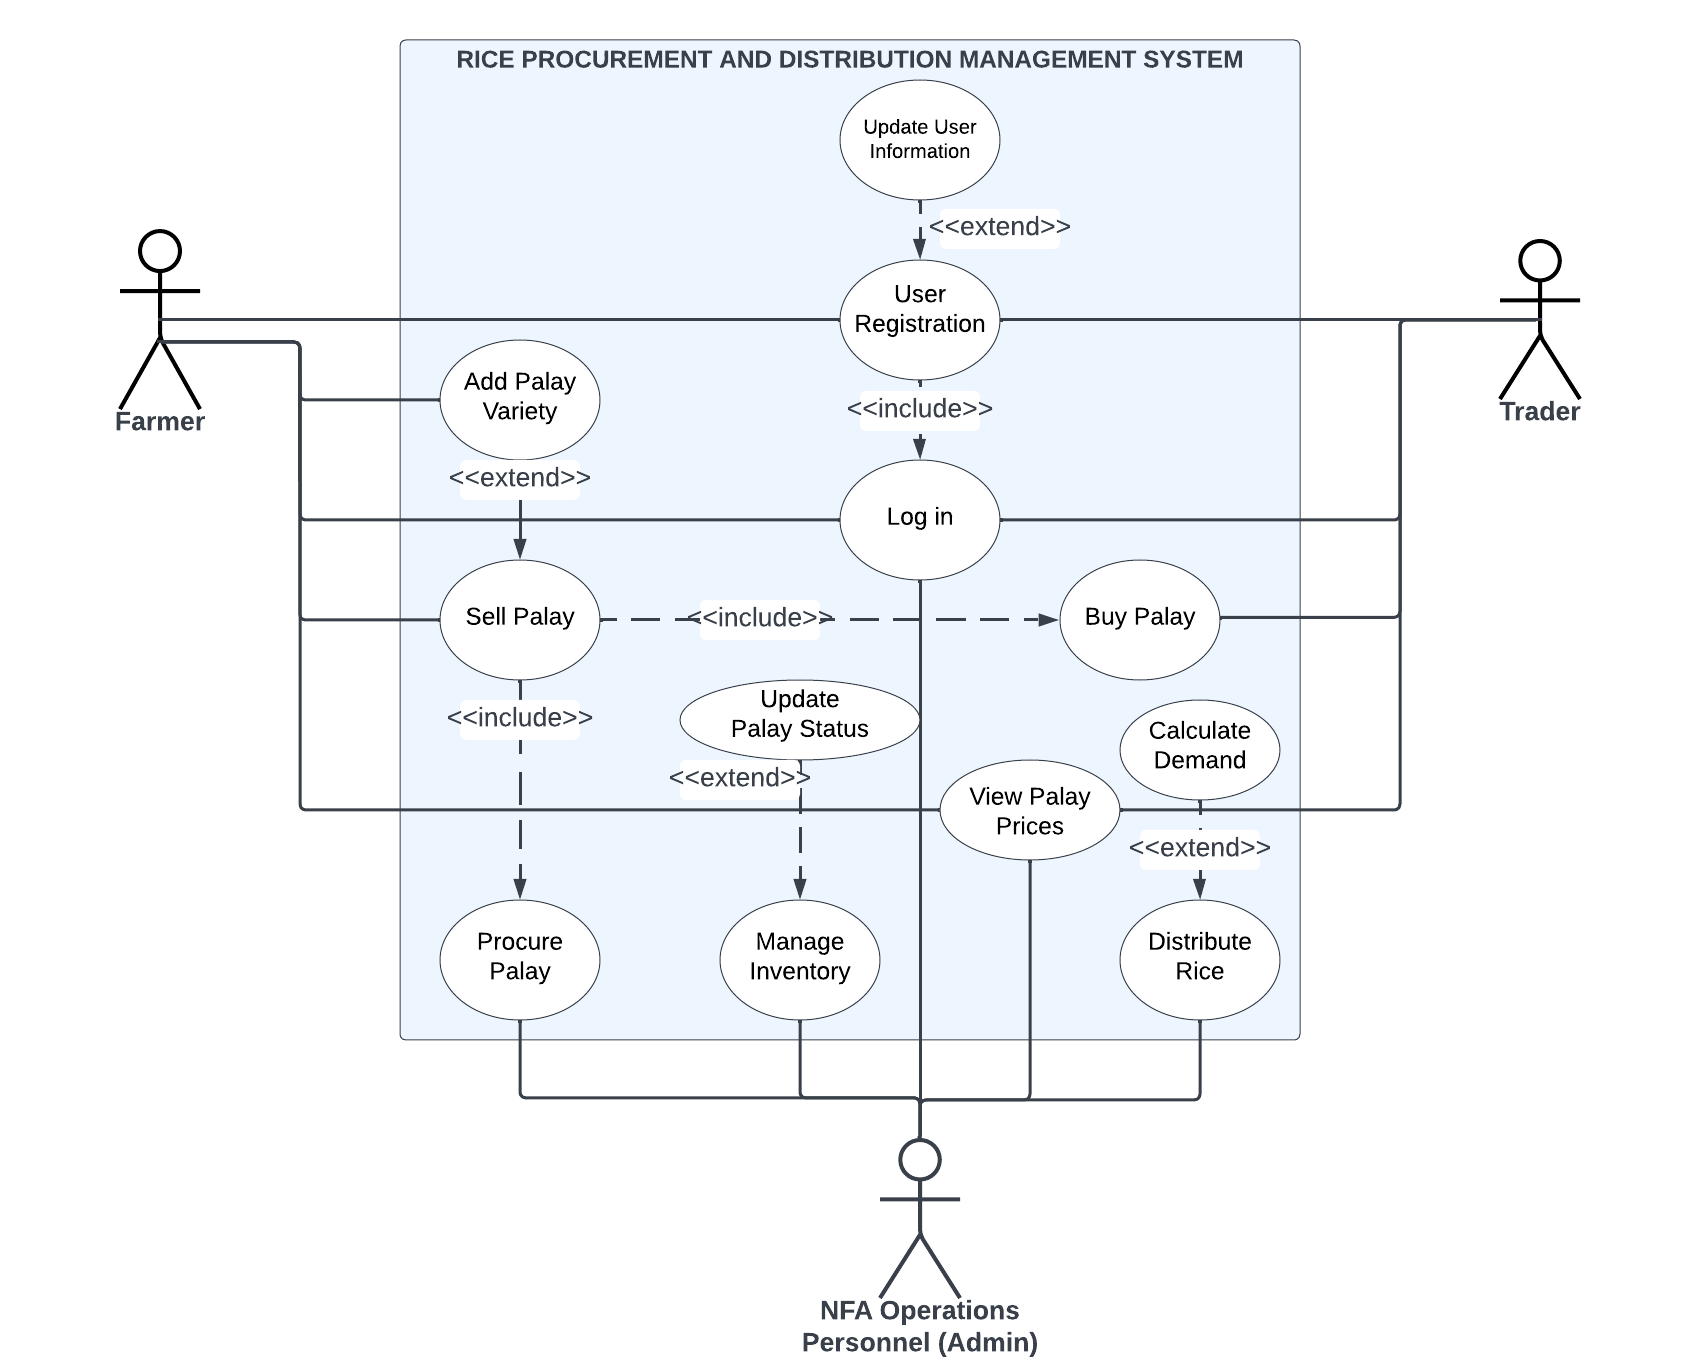 RICE PROCUREMENT AND DISTRIBUTION MANAGEMENT SYSTEM
Update User
Information
<<extend>>
User
Registration
<<include>>
Farmer
Trader
Add Palay
Variety
<<extend>>
Log in
Sell Palay
<<include>>
Buy Palay
<<include>>
Update
Palay Status
<<extend>>
Calculate
Demand
View Palay
Prices
<<extend>>
Procure
Palay
Manage
Inventory
Distribute
Rice
NFA Operations
Personnel (Admin)